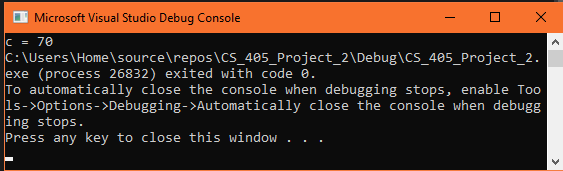 Microsoft Visual Studio Debug Console
c = 70
C:\Users\Home\source\repos\CS_405_Project_2\Debug\CS_405_Project_2.
exe (process 26832) exited with code 0.
To automatically close the console when debugging stops, enable Too
ls->Options->Debugging->Automatically close the console when debugg
ing stops.
Press any key to close this window . . .